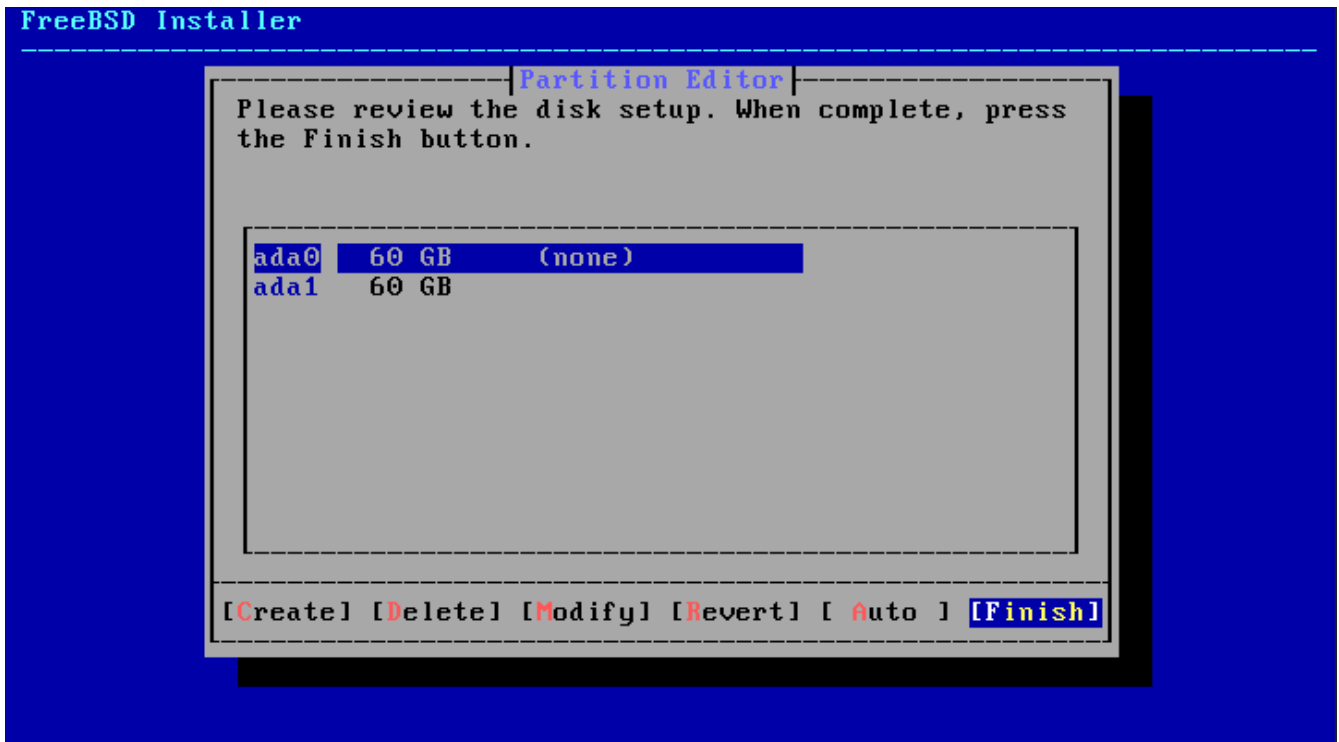 FreeBSD Installer
Partition Editor
Please review the disk setup. When complete, press
the Finish button.
ada0 60 GB (none)
ada1 60 GB
[Create] [Delete] [Modify] [Revert] [ Auto ] [Finish]